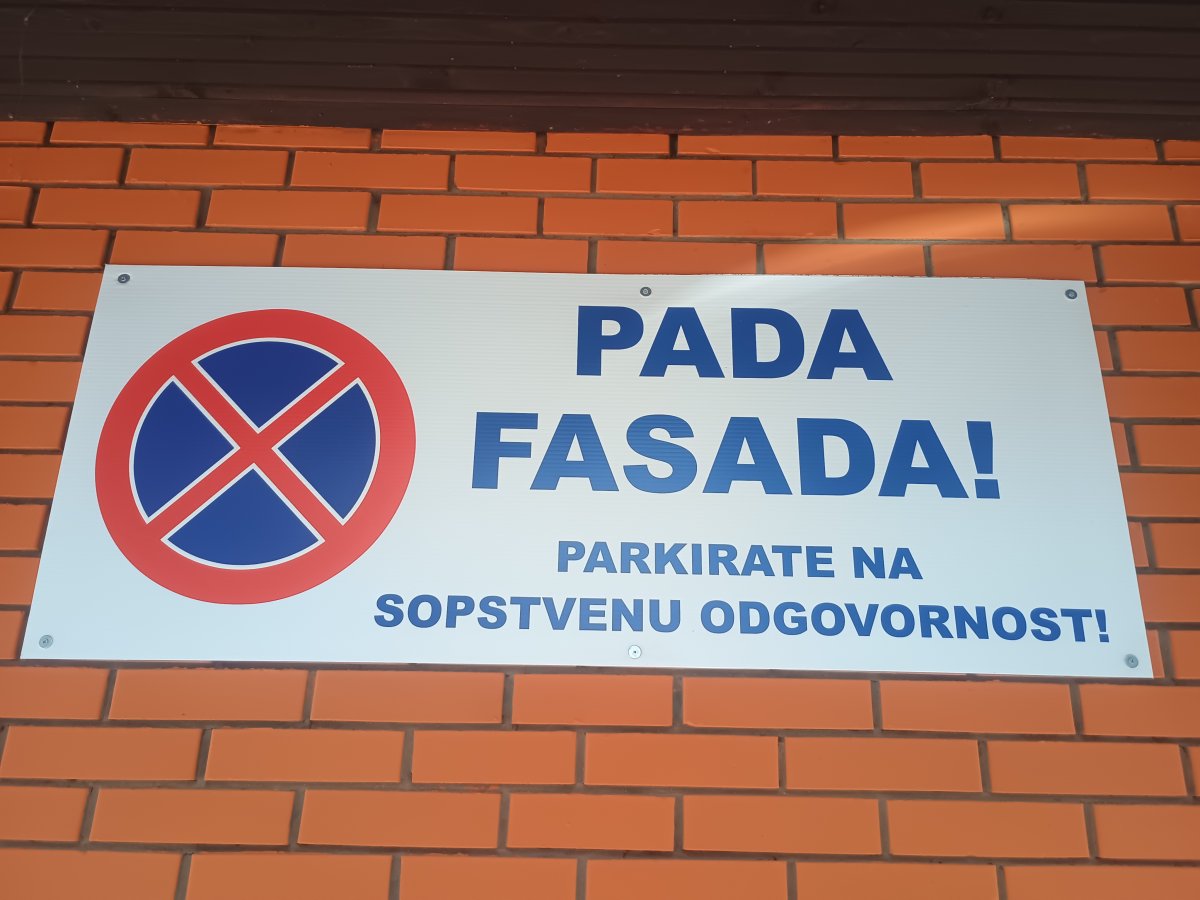 PADA
FASADA!
PARKIRATE NA
SOPSTVENU ODGOVORNOST!